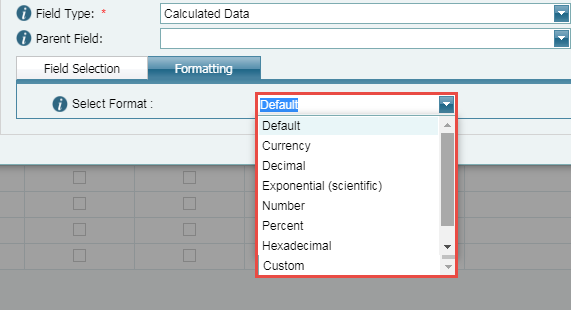 Field Type: * Calculated Data
Parent Field:
Field Selection Formatting
Select Format : Default
Default
Currency
Decimal
Exponential (scientific)
Number
Percent
Hexadecimal
Custom